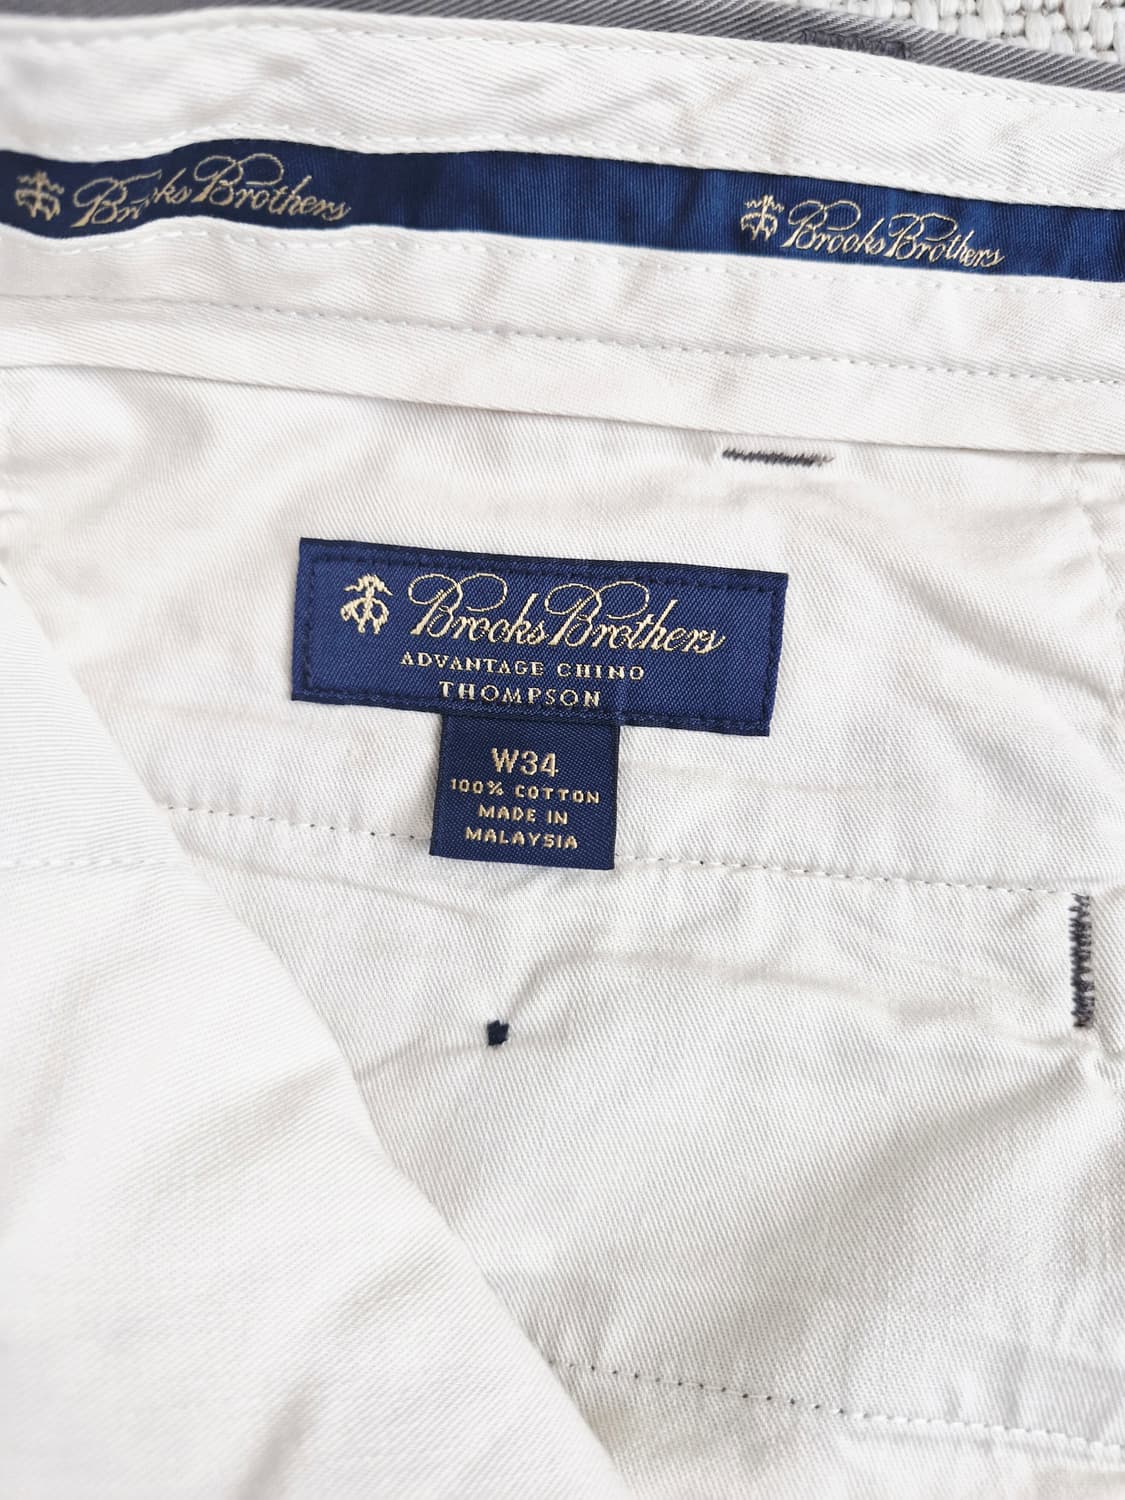 Brooks Brothers Brooks Brothers
Brooks Brothers
ADVANTAGE CHINO
THOMPSON
W34
100% COTTON
MADE IN
MALAYSIA